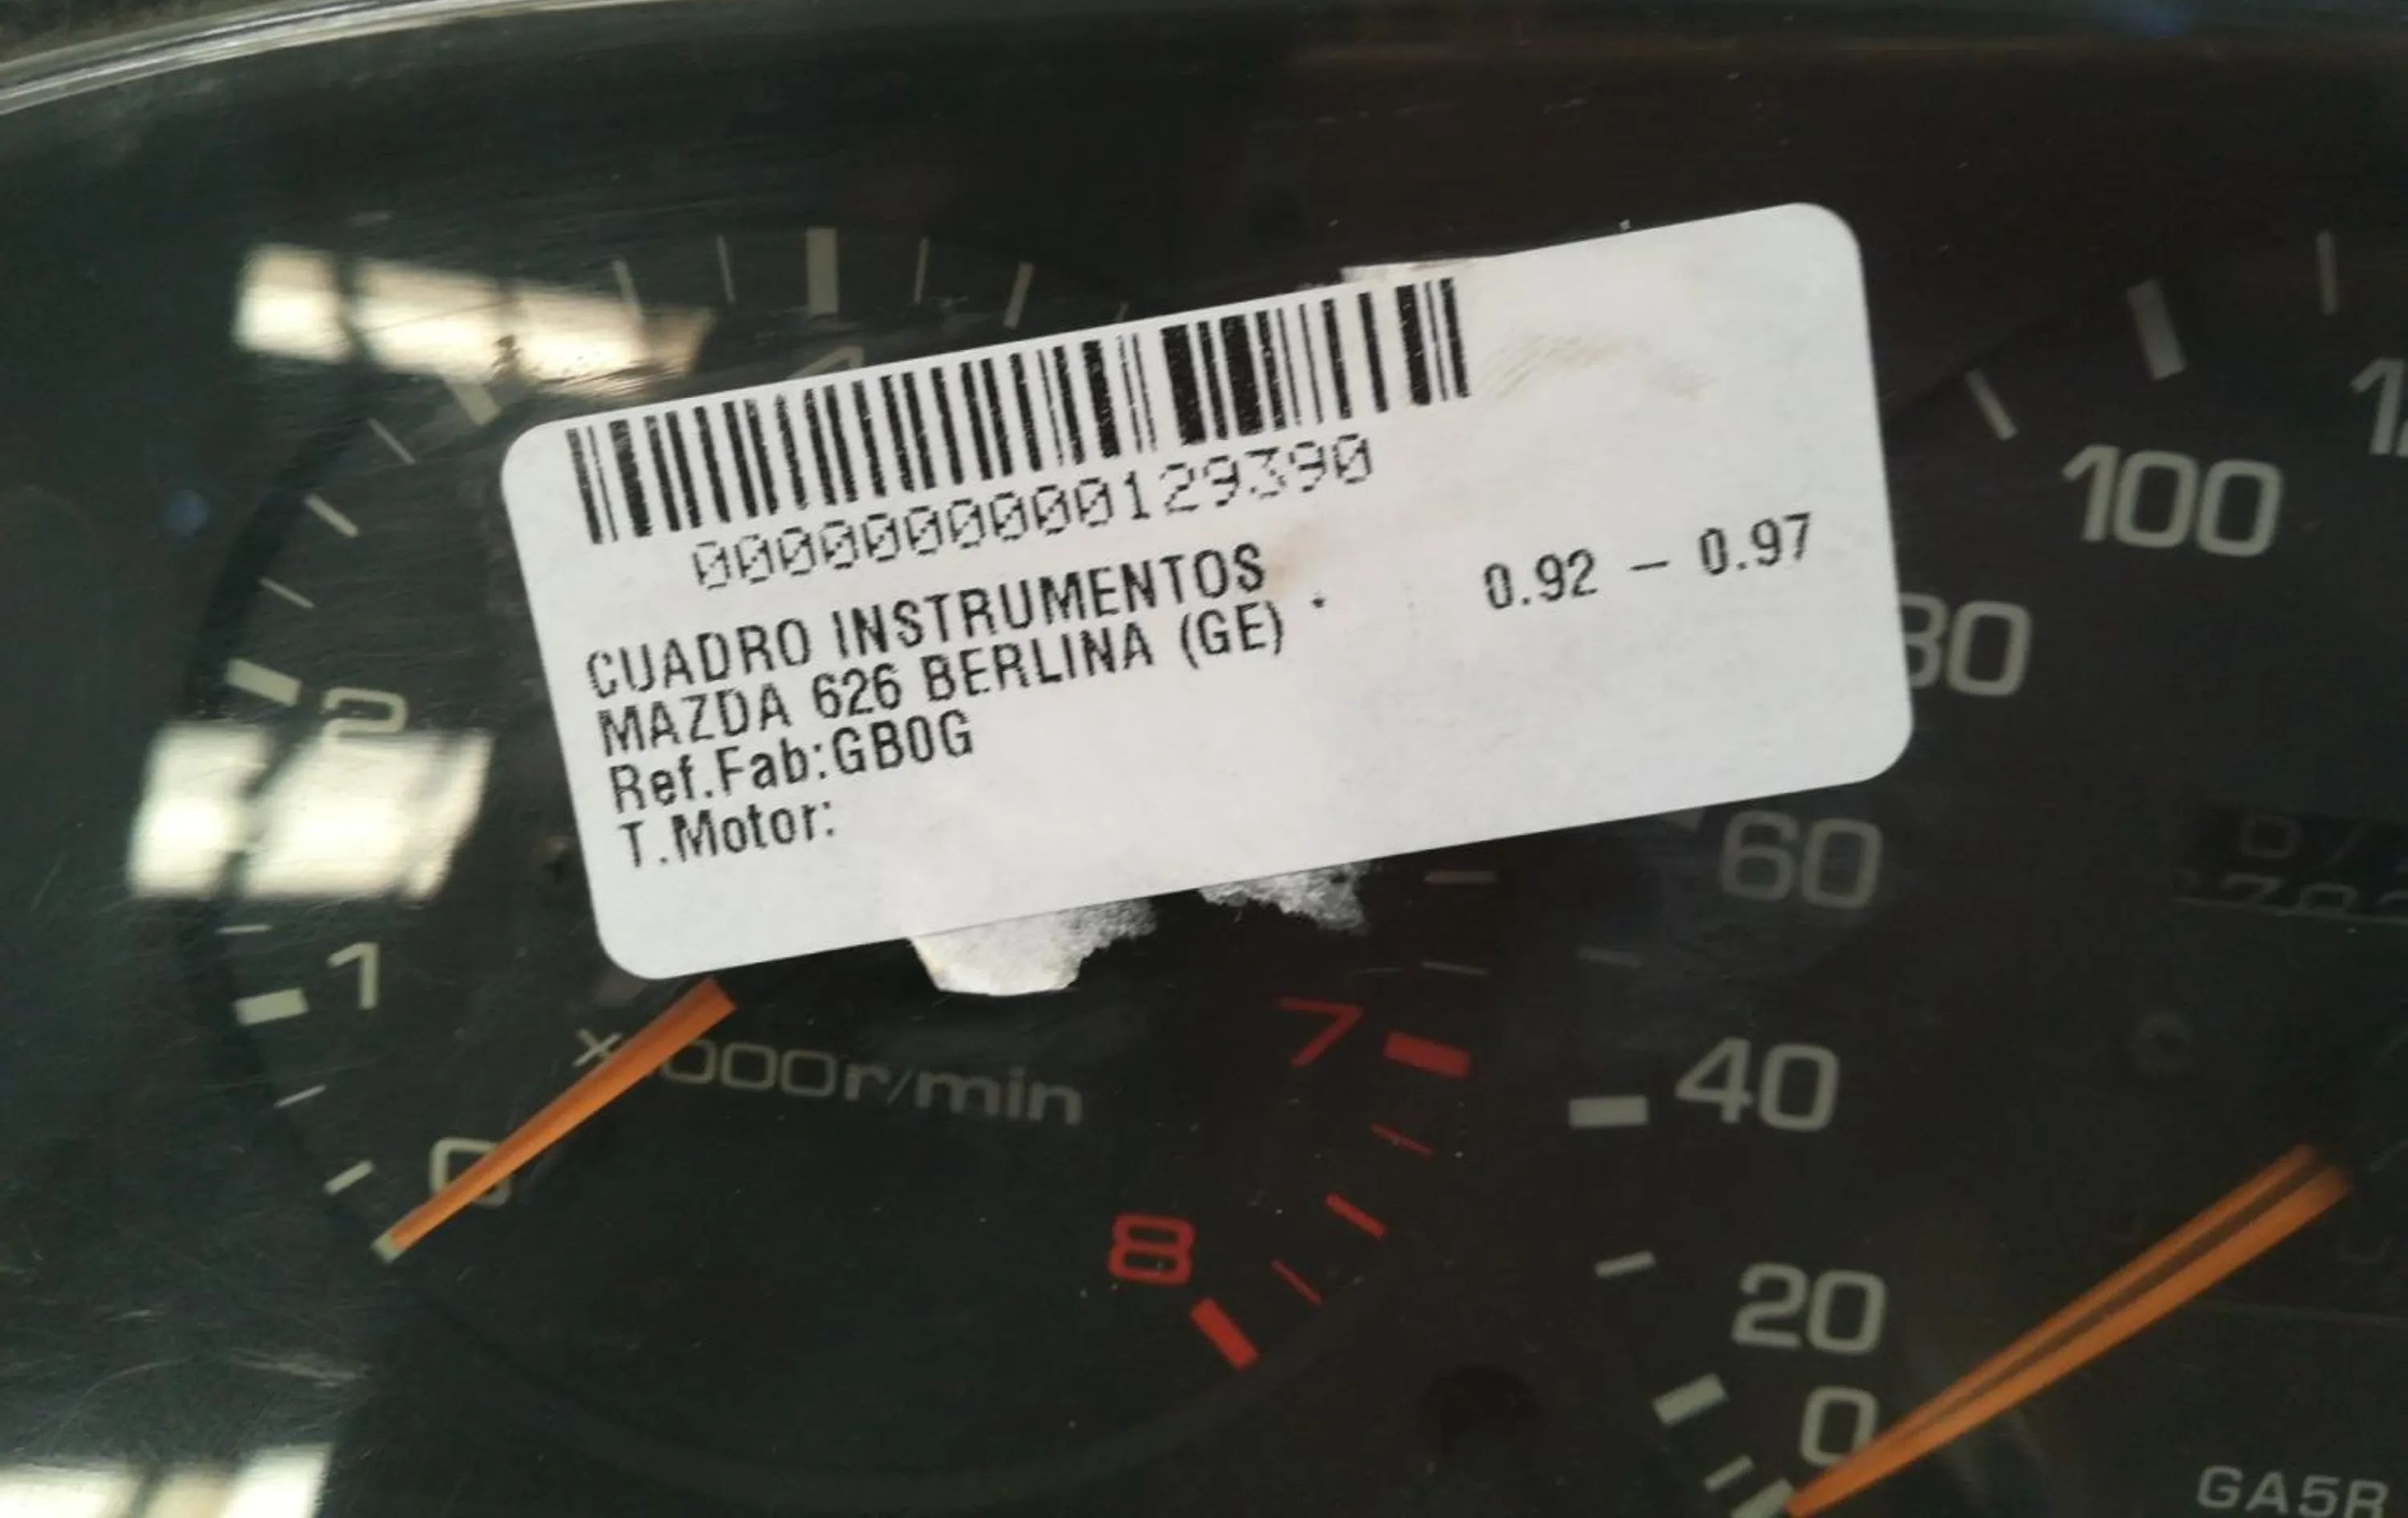 0000000000129390
CUADRO INSTRUMENTOS
MAZDA 626 BERLINA (GE) * 0.92 - 0.97
Ref.Fab:GB0G
T.Motor:
2
1
0
000r/min
7
8
100
80
60
40
20
0
GA5R